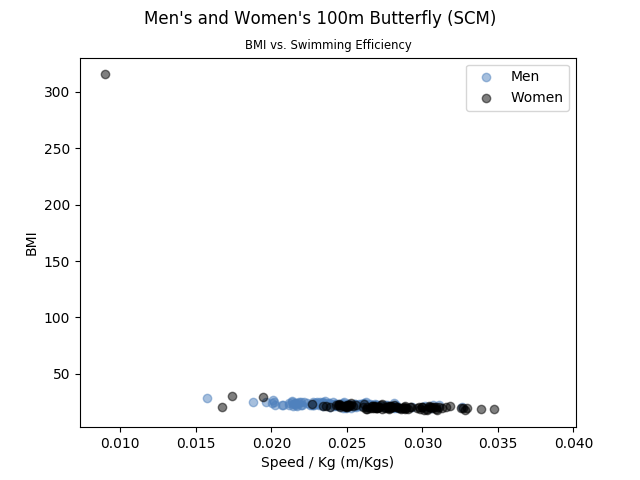 Men's and Women's 100m Butterfly (SCM)
BMI vs. Swimming Efficiency
Men
Women
300
250
200
150
100
50
BMI
0.010 0.015 0.020 0.025 0.030 0.035 0.040
Speed / Kg (m/Kgs)